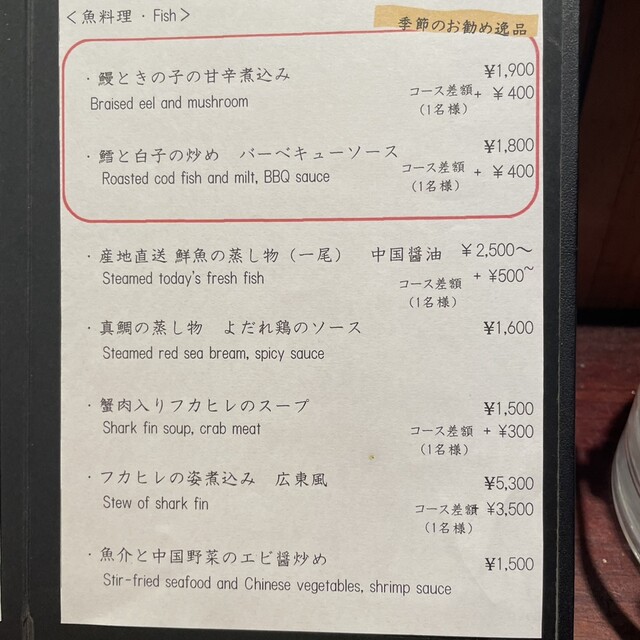 ＜魚料理・Fish＞
季節のお勧め逸品
・鰻ときの子の甘辛煮込み ¥1,900
Braised eel and mushroom コース差額 + ¥400
（1名様）
・鱈と白子の炒め バーベキューソース ¥1,800
Roasted cod fish and milt, BBQ sauce コース差額 + ¥400
（1名様）
・産地直送 鮮魚の蒸し物（一尾） 中国醤油 ¥2,500～
Steamed today's fresh fish コース差額 + ¥500~
（1名様）
・真鯛の蒸し物 よだれ鶏のソース ¥1,600
Steamed red sea bream, spicy sauce
・蟹肉入りフカヒレのスープ ¥1,500
Shark fin soup, crab meat コース差額 + ¥300
（1名様）
・フカヒレの姿煮込み 広東風 ¥5,300
Stew of shark fin コース差額+ ¥3,500
（1名様）
・魚介と中国野菜のエビ醤炒め ¥1,500
Stir-fried seafood and Chinese vegetables, shrimp sauce